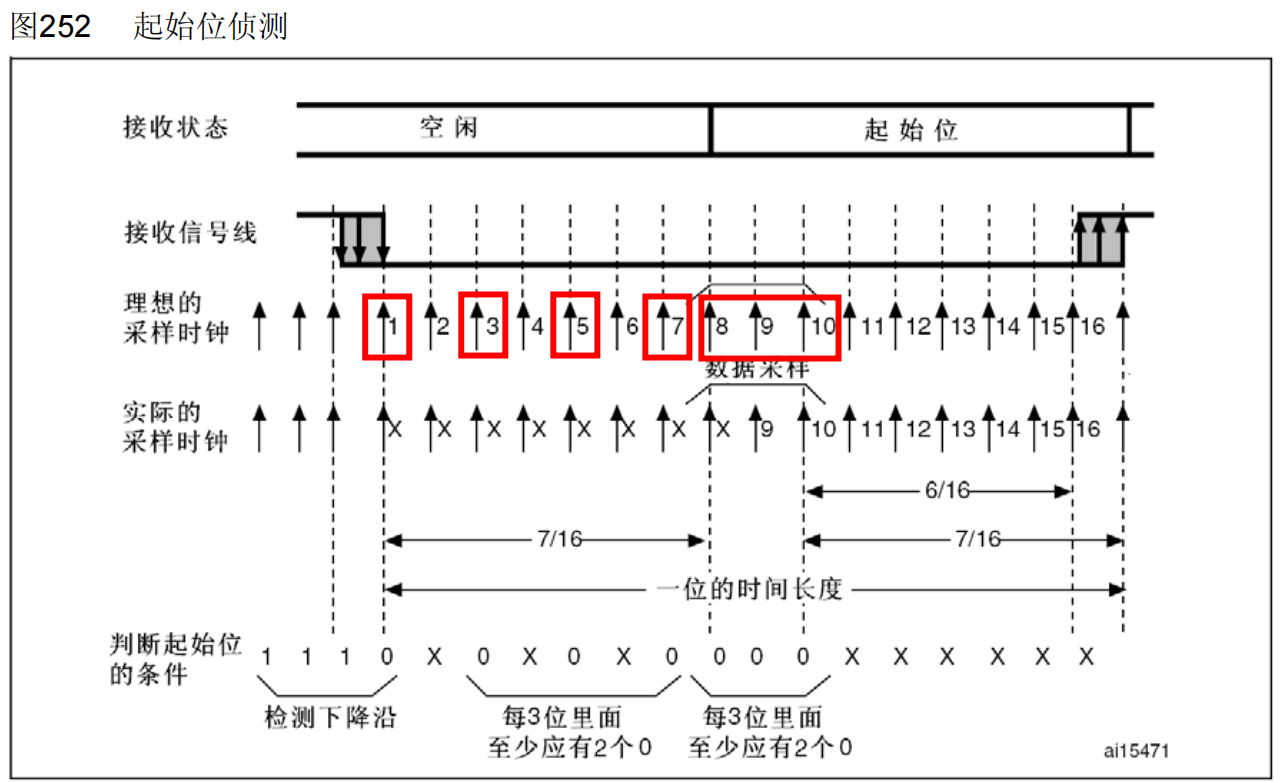 图252 起始位侦测
接收状态
空闲
起始位
接收信号线
理想的
采样时钟
1 2 3 4 5 6 7 8 9 10 11 12 13 14 15 16
数据采样
实际的
采样时钟
X X X X X X X X 9 10 11 12 13 14 15 16
6/16
7/16
7/16
一位的时间长度
判断起始位
的条件
1 1 1 0 X 0 X 0 X 0 0 0 0 X X X X X X
检测下降沿
每3位里面
至少应有2个0
每3位里面
至少应有2个0
ai15471